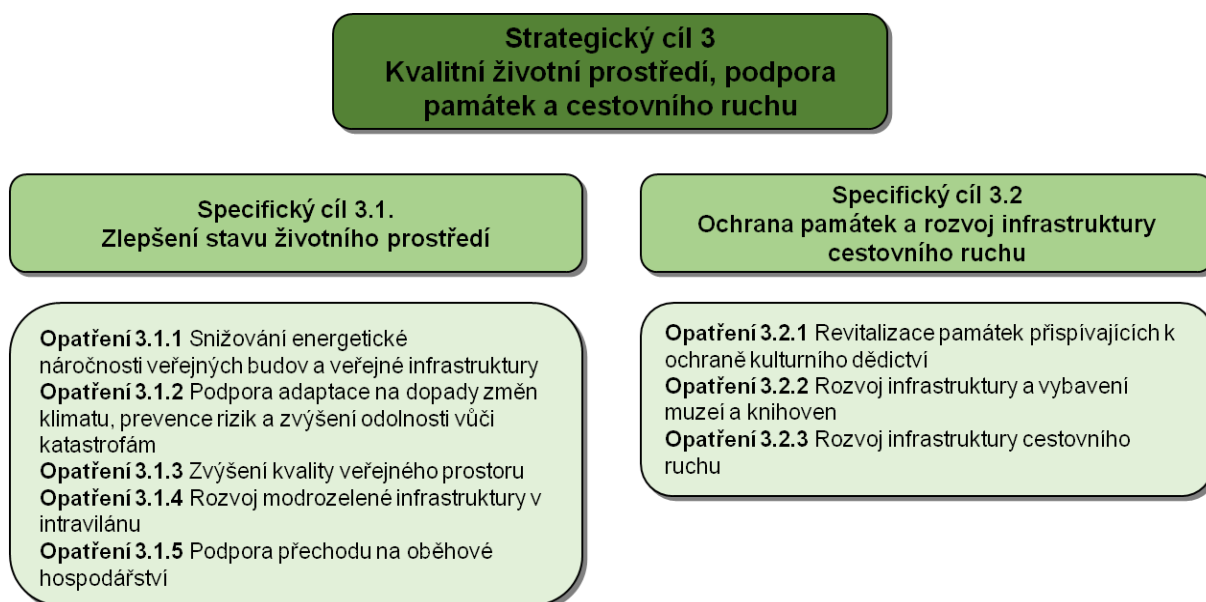 Strategický cíl 3
Kvalitní životní prostředí, podpora
památek a cestovního ruchu
Specifický cíl 3.1.
Zlepšení stavu životního prostředí
Opatření 3.1.1 Snižování energetické
náročnosti veřejných budov a veřejné infrastruktury
Opatření 3.1.2 Podpora adaptace na dopady změn
klimatu, prevence rizik a zvýšení odolnosti vůči
katastrofám
Opatření 3.1.3 Zvýšení kvality veřejného prostoru
Opatření 3.1.4 Rozvoj modrozelené infrastruktury v
intravilánu
Opatření 3.1.5 Podpora přechodu na oběhové
hospodářství
Specifický cíl 3.2
Ochrana památek a rozvoj infrastruktury
cestovního ruchu
Opatření 3.2.1 Revitalizace památek přispívajících k
ochraně kulturního dědictví
Opatření 3.2.2 Rozvoj infrastruktury a vybavení
muzeí a knihoven
Opatření 3.2.3 Rozvoj infrastruktury cestovního
ruchu